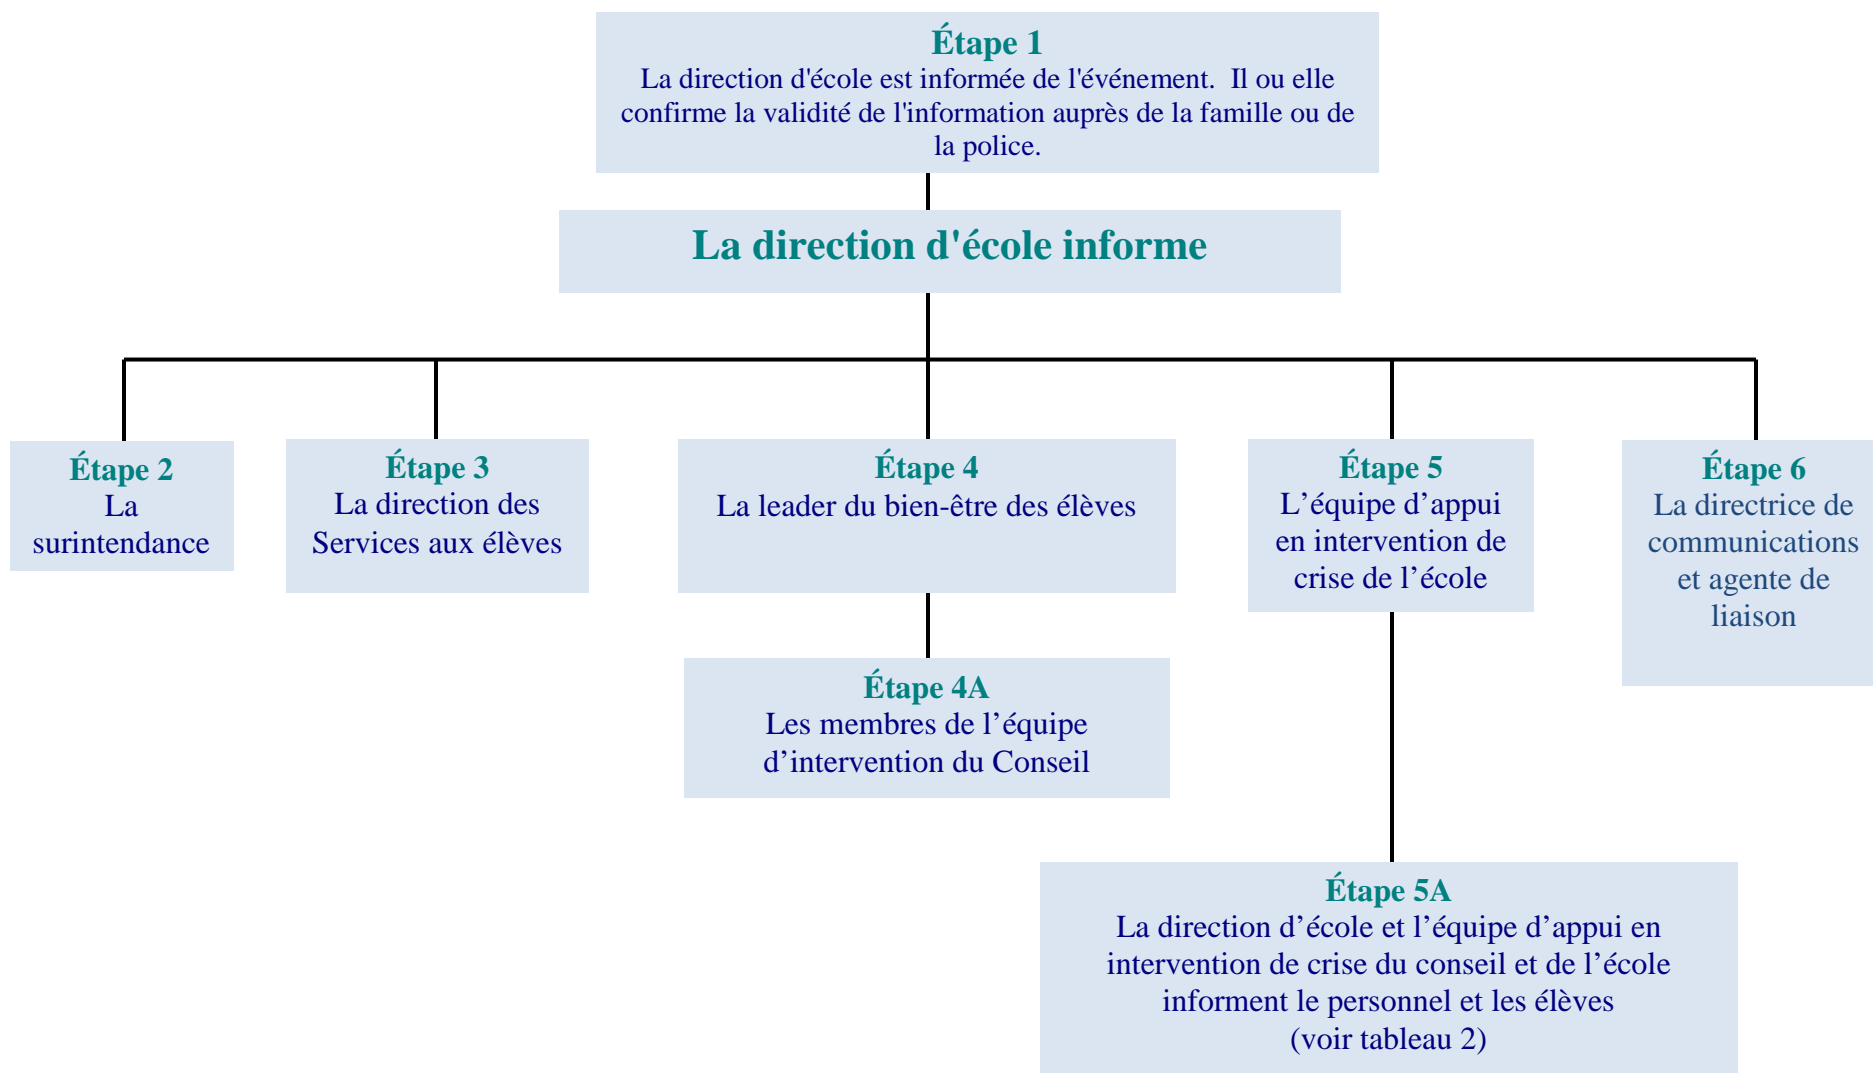 Étape 1
La direction d'école est informée de l'événement.  Il ou elle
confirme la validité de l'information auprès de la famille ou de
la police.
La direction d'école informe
Étape 2
La
surintendance
Étape 3
La direction des
Services aux élèves
Étape 4
La leader du bien-être des élèves
Étape 5
L’équipe d’appui
en intervention de
crise de l’école
Étape 6
La directrice de
communications
et agente de
liaison
Étape 4A
Les membres de l’équipe
d’intervention du Conseil
Étape 5A
La direction d’école et l’équipe d’appui en
intervention de crise du conseil et de l’école
informent le personnel et les élèves
(voir tableau 2)